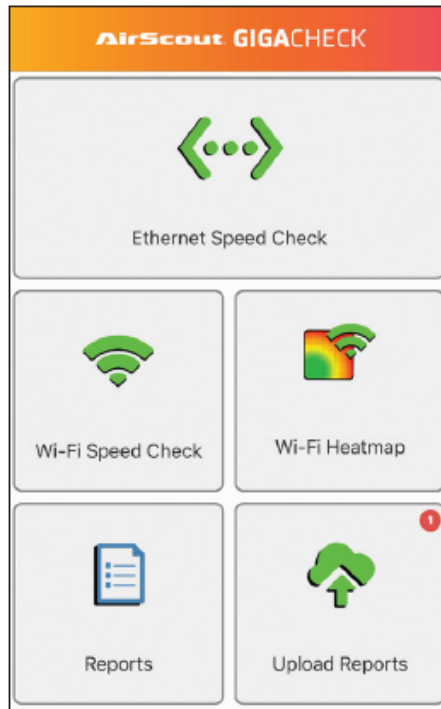 AirScout GIGACHECK
Ethernet Speed Check
Wi-Fi Speed Check
Wi-Fi Heatmap
1
Reports
Upload Reports